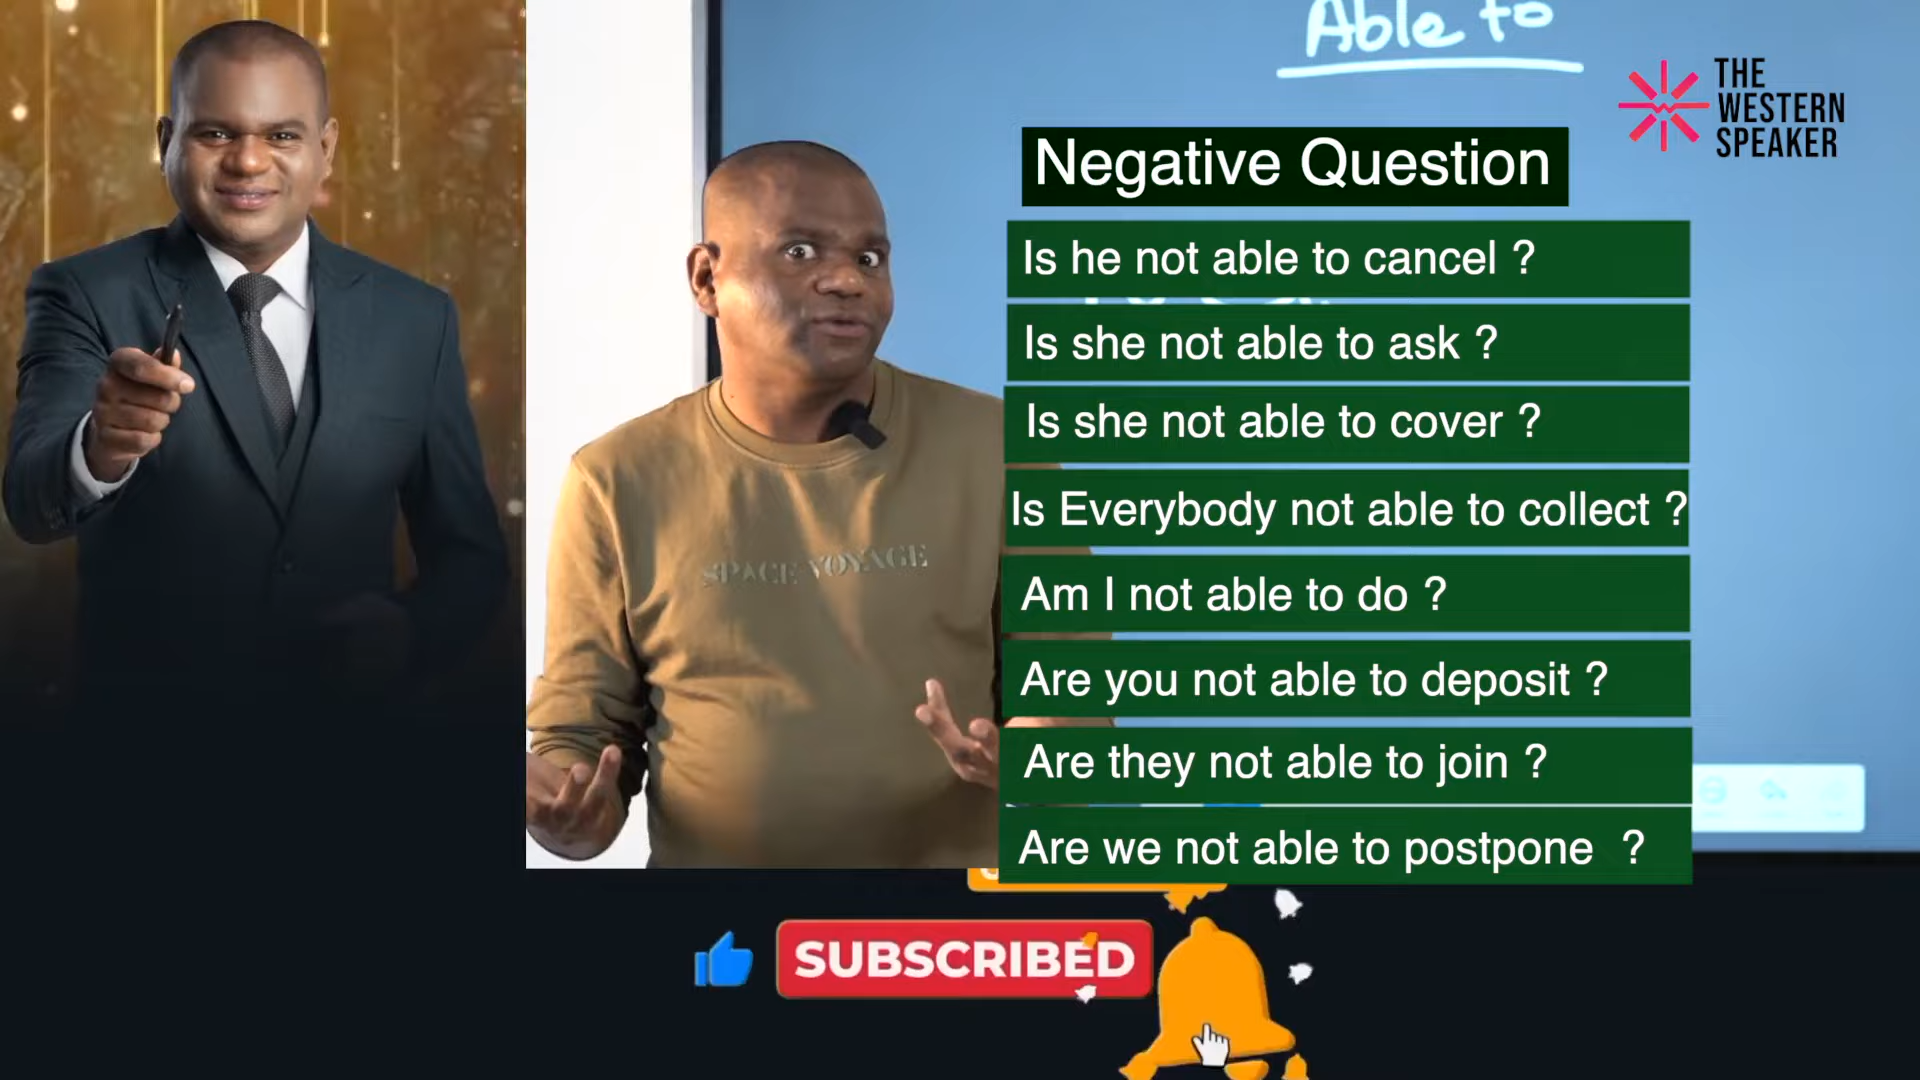 Able to
THE
WESTERN
SPEAKER
Negative Question
Is he not able to cancel ?
Is she not able to ask ?
Is she not able to cover ?
Is Everybody not able to collect ?
SPACE VOYAGE
Am I not able to do ?
Are you not able to deposit ?
Are they not able to join ?
Are we not able to postpone ?
SUBSCRIBED